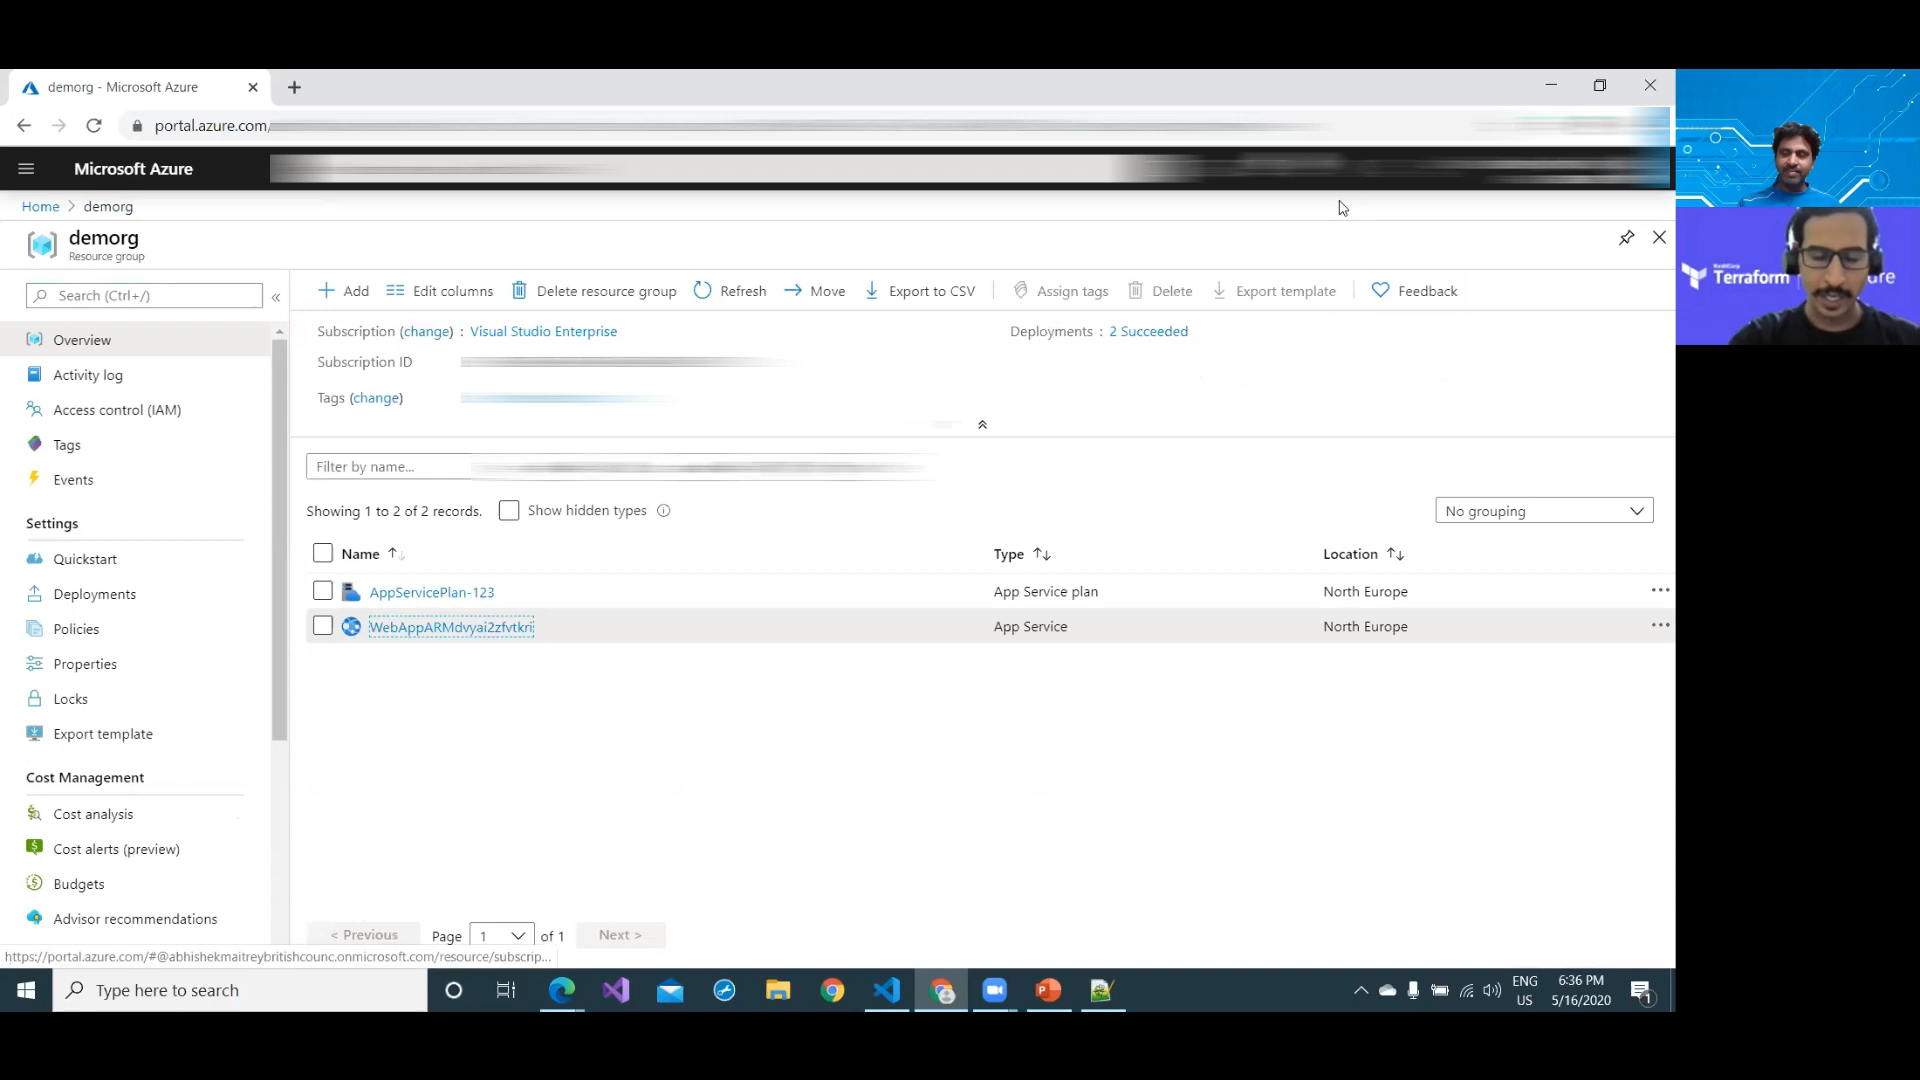 demorg - Microsoft Azure
portal.azure.com/
Microsoft Azure
Home > demorg
demorg
Resource group
Search (Ctrl+/)
Add Edit columns Delete resource group Refresh Move Export to CSV Assign tags Delete Export template Feedback
Overview
Activity log
Access control (IAM)
Tags
Events
Settings
Quickstart
Deployments
Policies
Properties
Locks
Export template
Cost Management
Cost analysis
Cost alerts (preview)
Budgets
Advisor recommendations
Subscription (change) : Visual Studio Enterprise
Deployments : 2 Succeeded
Subscription ID
Tags (change)
Filter by name...
Showing 1 to 2 of 2 records. Show hidden types
No grouping
Name Type Location
AppServicePlan-123 App Service plan North Europe
WebAppARMdvyai2zfvtkri App Service North Europe
< Previous Page 1 of 1 Next >
https://portal.azure.com/#@abhishekmaitreybritishcounc.onmicrosoft.com/resource/subscrip...
Type here to search
ENG
US
6:36 PM
5/16/2020
1
Terraform